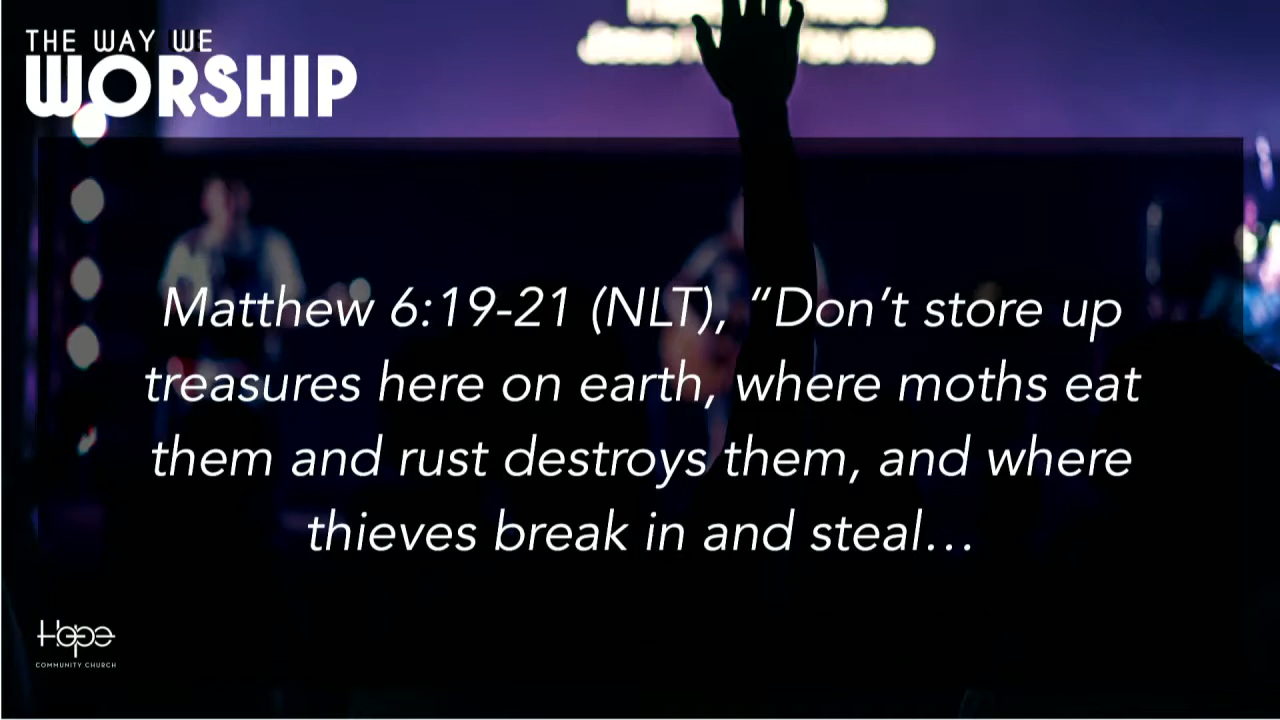 THE WAY WE
WORSHIP
Matthew 6:19-21 (NLT), “Don’t store up
treasures here on earth, where moths eat
them and rust destroys them, and where
thieves break in and steal…
Hope
COMMUNITY CHURCH